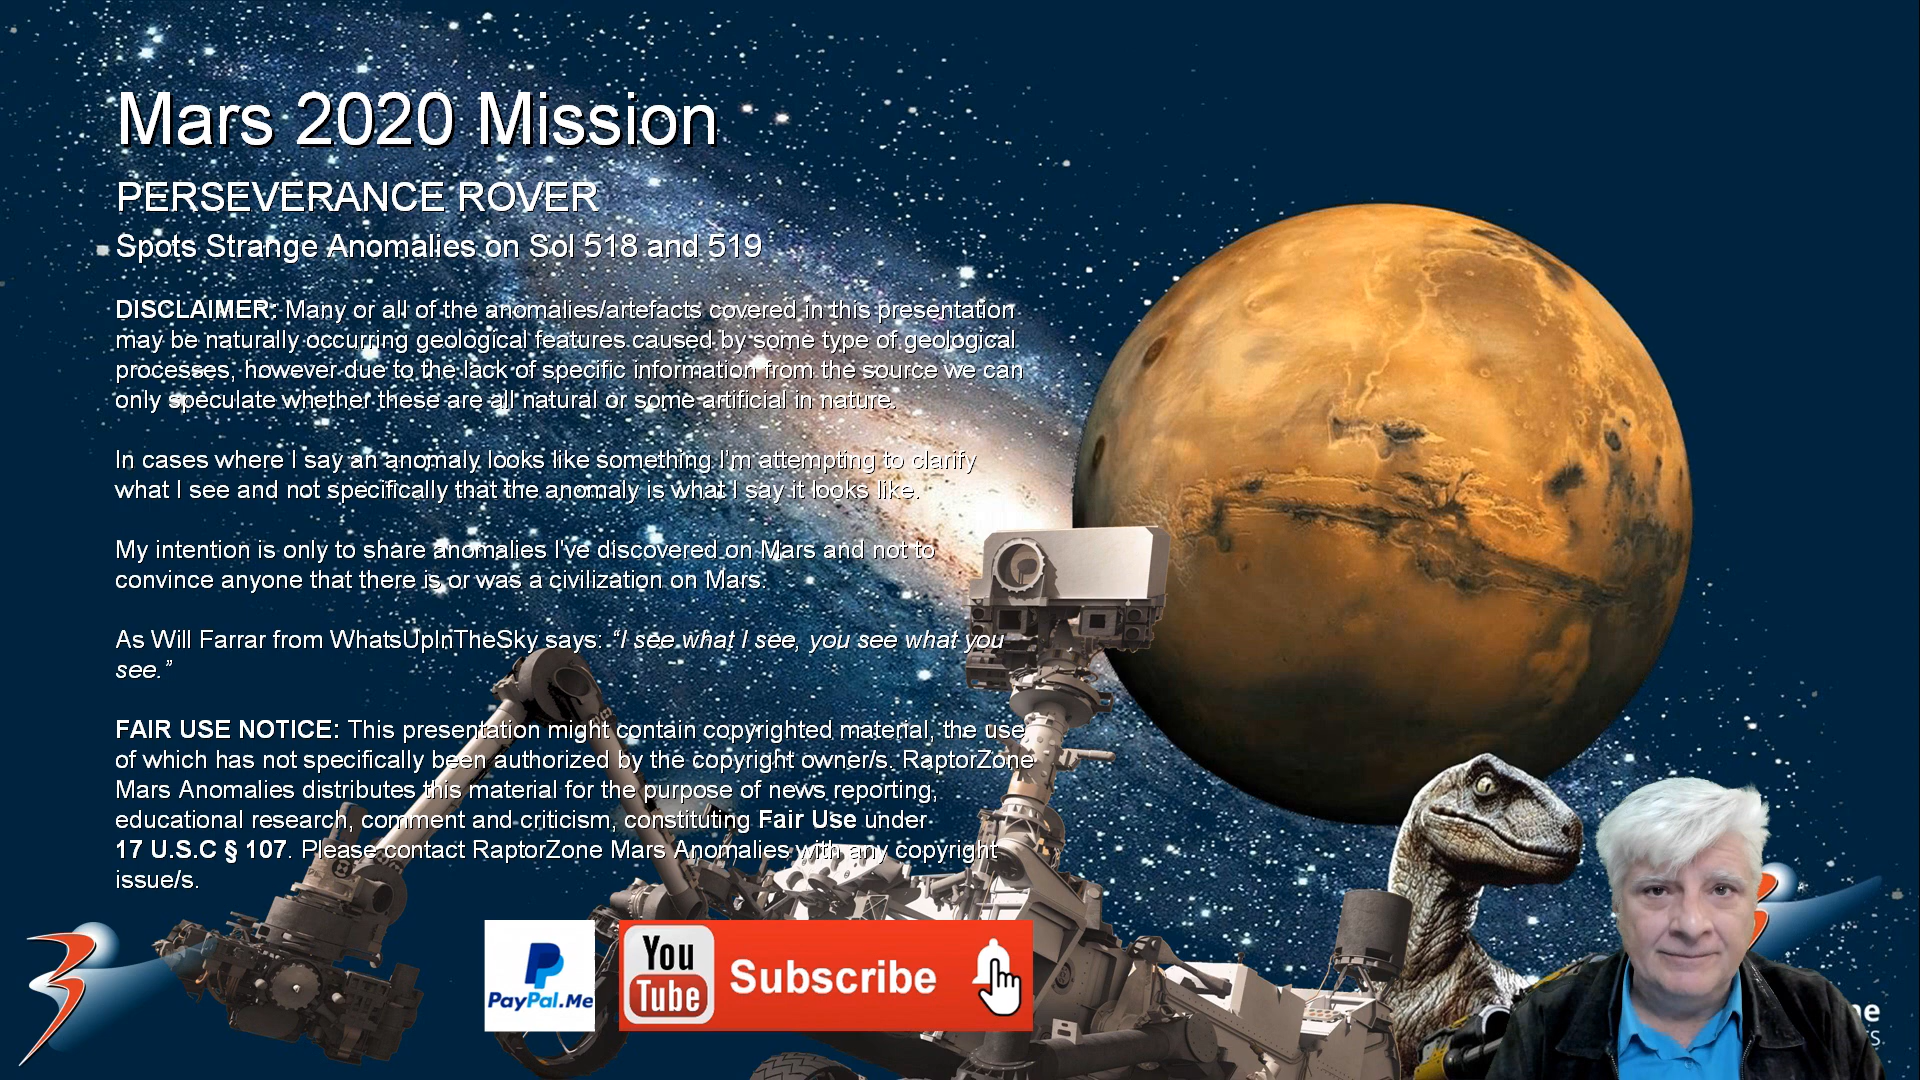 Mars 2020 Mission
PERSEVERANCE ROVER
Spots Strange Anomalies on Sol 518 and 519
DISCLAIMER: Many or all of the anomalies/artefacts covered in this presentation
may be naturally occurring geological features caused by some type of geological
processes, however due to the lack of specific information from the source we can
only speculate whether these are all natural or some artificial in nature.
In cases where I say an anomaly looks like something I'm attempting to clarify
what I see and not specifically that the anomaly is what I say it looks like.
My intention is only to share anomalies I've discovered on Mars and not to
convince anyone that there is or was a civilization on Mars.
As Will Farrar from WhatsUpInTheSky says: “I see what I see, you see what you
see.”
FAIR USE NOTICE: This presentation might contain copyrighted material, the use
of which has not specifically been authorized by the copyright owner/s. RaptorZone
Mars Anomalies distributes this material for the purpose of news reporting,
educational research, comment and criticism, constituting Fair Use under
17 U.S.C § 107. Please contact RaptorZone Mars Anomalies with any copyright
issue/s.
PayPal.Me
You
Tube
Subscribe